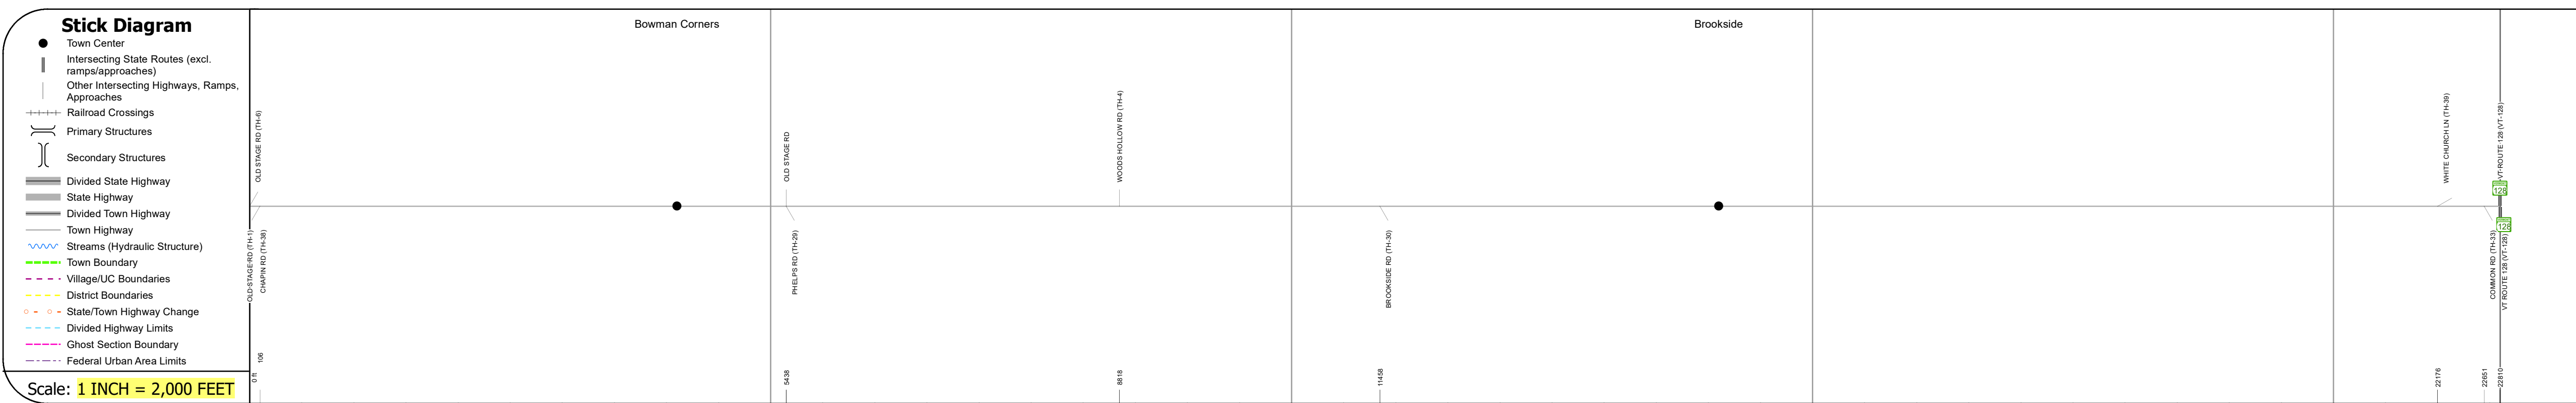 Stick Diagram
Town Center
Intersecting State Routes (excl.
ramps/approaches)
Other Intersecting Highways, Ramps,
Approaches
Railroad Crossings
Primary Structures
Secondary Structures
Divided State Highway
State Highway
Divided Town Highway
Town Highway
Streams (Hydraulic Structure)
Town Boundary
Village/UC Boundaries
District Boundaries
State/Town Highway Change
Divided Highway Limits
Ghost Section Boundary
Federal Urban Area Limits
Scale: 1 INCH = 2,000 FEET
Bowman Corners
Brookside
OLD STAGE RD (TH-6)
OLD STAGE RD
WOODS HOLLOW RD (TH-4)
WHITE CHURCH LN (TH-39)
VT-ROUTE 128 (VT-128)
128
128
OLD-STAGE-RD (TH-1)
CHAPIN RD (TH-38)
PHELPS RD (TH-29)
BROOKSIDE RD (TH-30)
COMMON RD (TH-33)
VT ROUTE 128 (VT-128)
0 ft
106
5438
8818
11458
22176
22651
22810